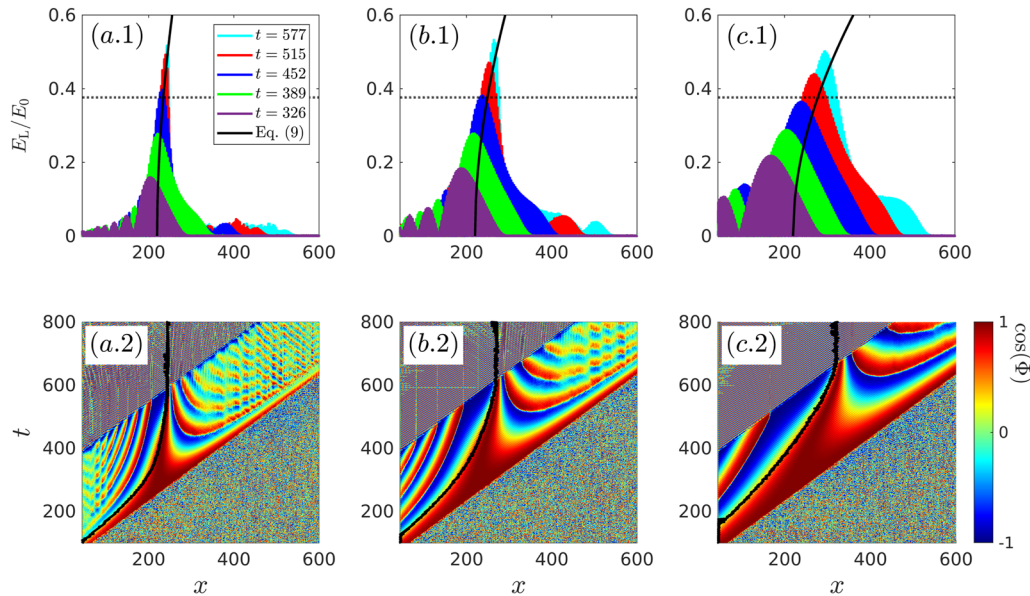 (a.1)
t = 577
t = 515
t = 452
t = 389
t = 326
Eq. (9)
(b.1)
(c.1)
E_L/E_0
0.6
0.4
0.2
0
200 400 600
0.6
0.4
0.2
0
200 400 600
0.6
0.4
0.2
0
200 400 600
(a.2)
(b.2)
(c.2)
t
800
600
400
200
200 400 600
x
800
600
400
200
200 400 600
x
800
600
400
200
200 400 600
x
1
0
-1
cos(Φ)